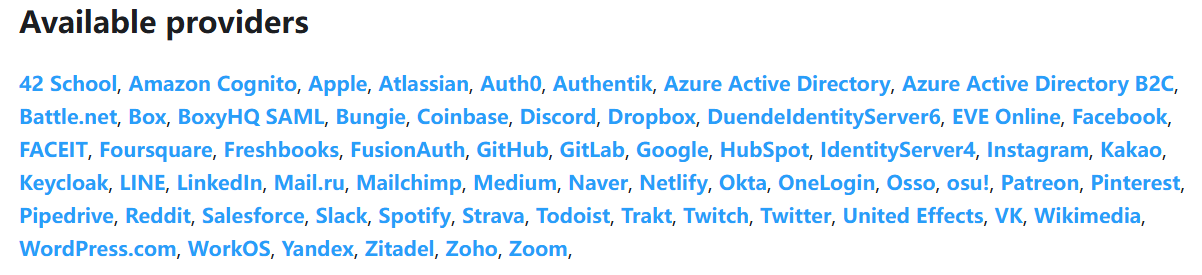 Available providers
42 School, Amazon Cognito, Apple, Atlassian, Auth0, Authentik, Azure Active Directory, Azure Active Directory B2C,
Battle.net, Box, BoxyHQ SAML, Bungie, Coinbase, Discord, Dropbox, DuendeIdentityServer6, EVE Online, Facebook,
FACEIT, Foursquare, Freshbooks, FusionAuth, GitHub, GitLab, Google, HubSpot, IdentityServer4, Instagram, Kakao,
Keycloak, LINE, LinkedIn, Mail.ru, Mailchimp, Medium, Naver, Netlify, Okta, OneLogin, Osso, osu!, Patreon, Pinterest,
Pipedrive, Reddit, Salesforce, Slack, Spotify, Strava, Todoist, Trakt, Twitch, Twitter, United Effects, VK, Wikimedia,
WordPress.com, WorkOS, Yandex, Zitadel, Zoho, Zoom,